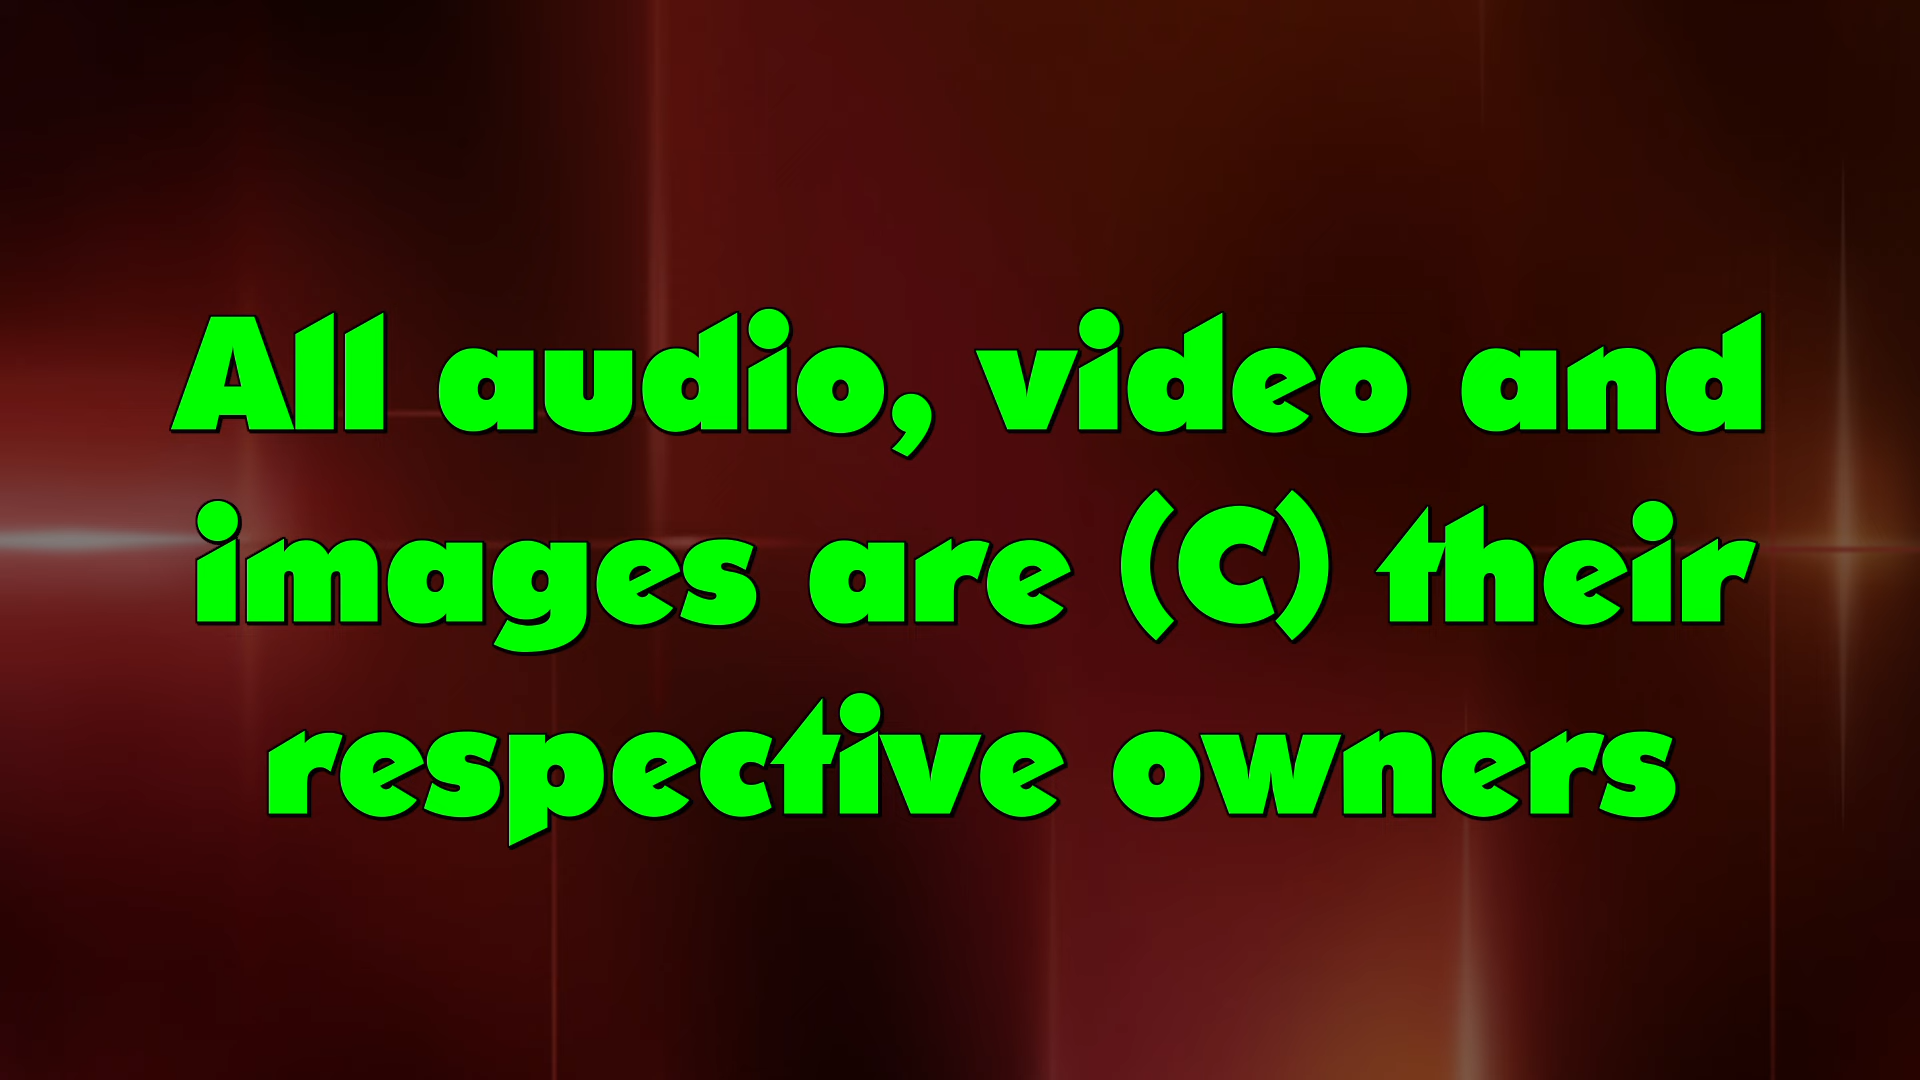 All audio, video and
images are (C) their
respective owners